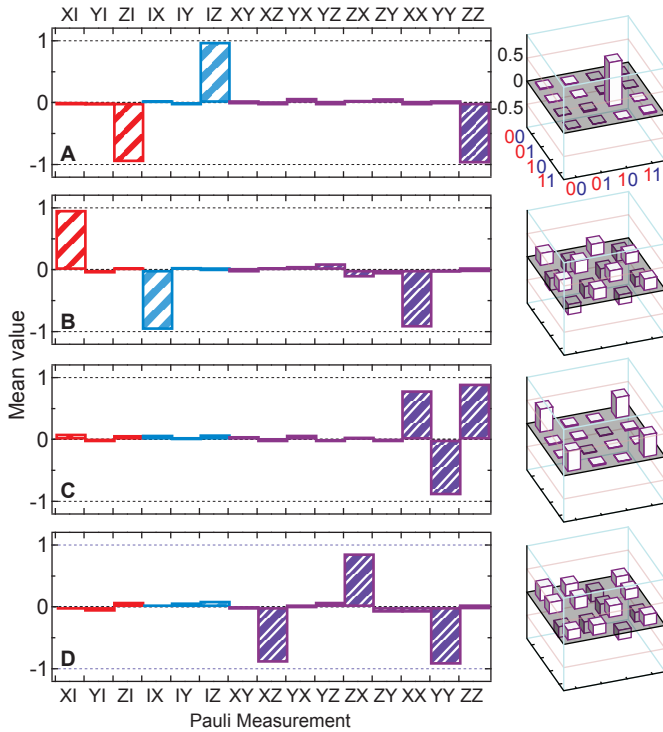 XI YI ZI IX IY IZ XY XZ YX YZ ZX ZY XX YY ZZ
1
0
-1
A
0.5
0
-0.5
00
01
10
11
00 01 10 11
1
0
-1
B
Mean value
1
0
-1
C
1
0
-1
D
XI YI ZI IX IY IZ XY XZ YX YZ ZX ZY XX YY ZZ
Pauli Measurement